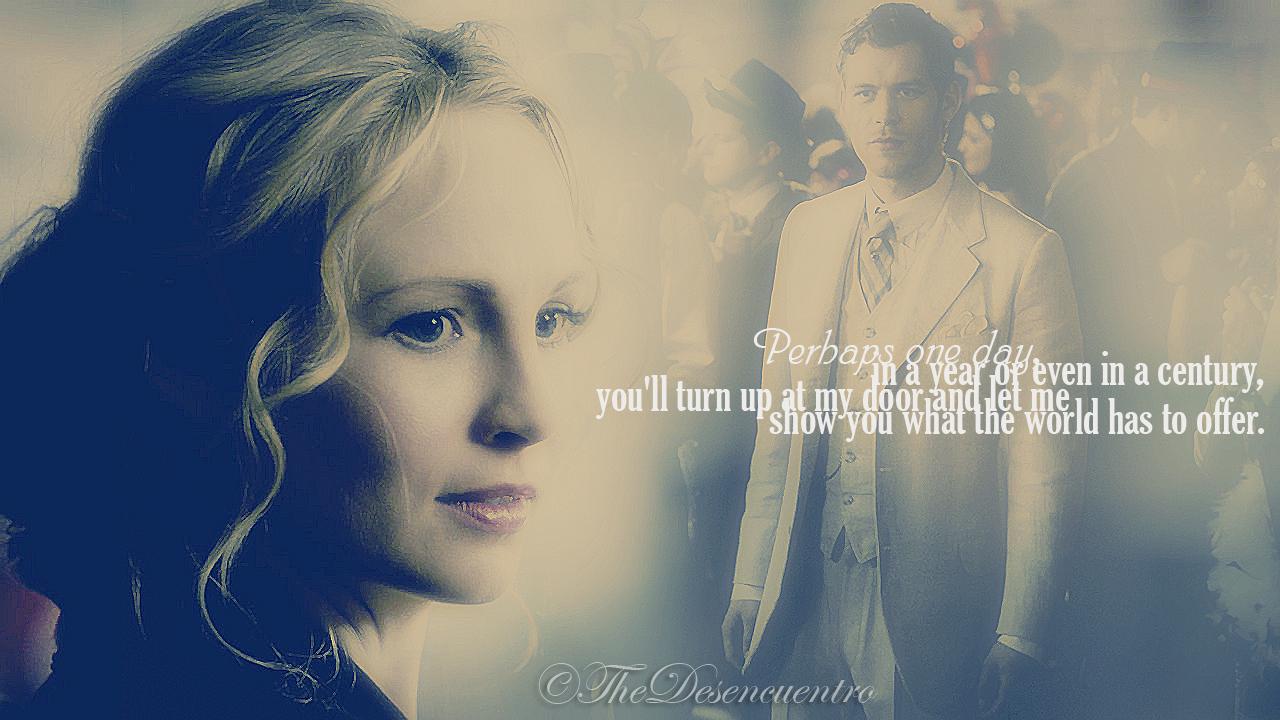 Perhaps one day,
in a year or even in a century,
you'll turn up at my door and let me
show you what the world has to offer.
©TheDesencuentro